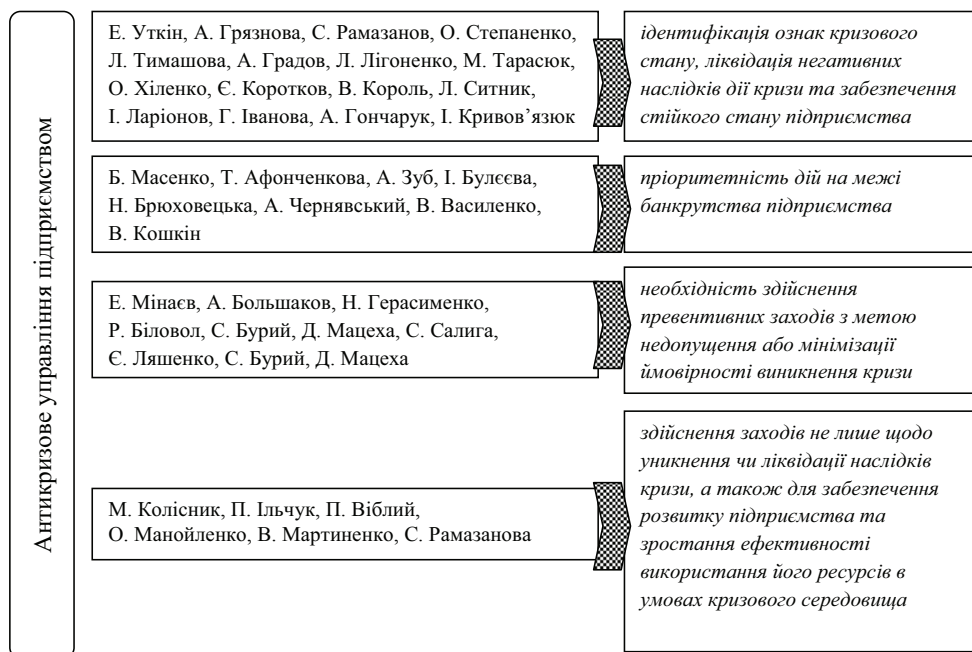 Антикризове управління підприємством
Е. Уткін, А. Грязнова, С. Рамазанов, О. Степаненко,
Л. Тимашова, А. Градов, Л. Лігоненко, М. Тарасюк,
О. Хіленко, Є. Коротков, В. Король, Л. Ситник,
І. Ларіонов, Г. Іванова, А. Гончарук, І. Кривов’язюк
ідентифікація ознак кризового
стану, ліквідація негативних
наслідків дії кризи та забезпечення
стійкого стану підприємства
Б. Масенко, Т. Афонченкова, А. Зуб, І. Булєєва,
Н. Брюховецька, А. Чернявський, В. Василенко,
В. Кошкін
пріоритетність дій на межі
банкрутства підприємства
Е. Мінаєв, А. Большаков, Н. Герасименко,
Р. Біловол, С. Бурий, Д. Мацеха, С. Салига,
Є. Ляшенко, С. Бурий, Д. Мацеха
необхідність здійснення
превентивних заходів з метою
недопущення або мінімізації
ймовірності виникнення кризи
М. Колісник, П. Ільчук, П. Віблий,
О. Манойленко, В. Мартиненко, С. Рамазанова
здійснення заходів не лише щодо
уникнення чи ліквідації наслідків
кризи, а також для забезпечення
розвитку підприємства та
зростання ефективності
використання його ресурсів в
умовах кризового середовища